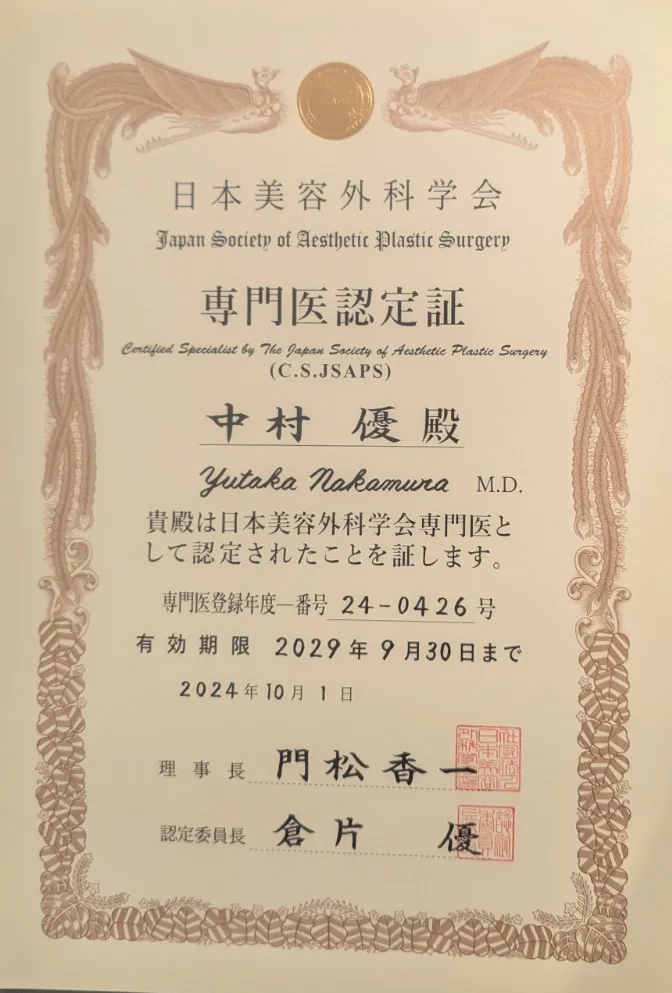 日本美容外科学会
Japan Society of Aesthetic Plastic Surgery
専門医認定証
Certified Specialist by The Japan Society of Aesthetic Plastic Surgery
(C.S.JSAPS)
中村 優 殿
Yutaka Nakamura M.D.
貴殿は日本美容外科学会専門医と
して認定されたことを証します。
専門医登録年度―番号 24-0426 号
有効期限 2029年9月30日まで
2024年10月1日
理事長 門松香一
認定委員長 倉片 優